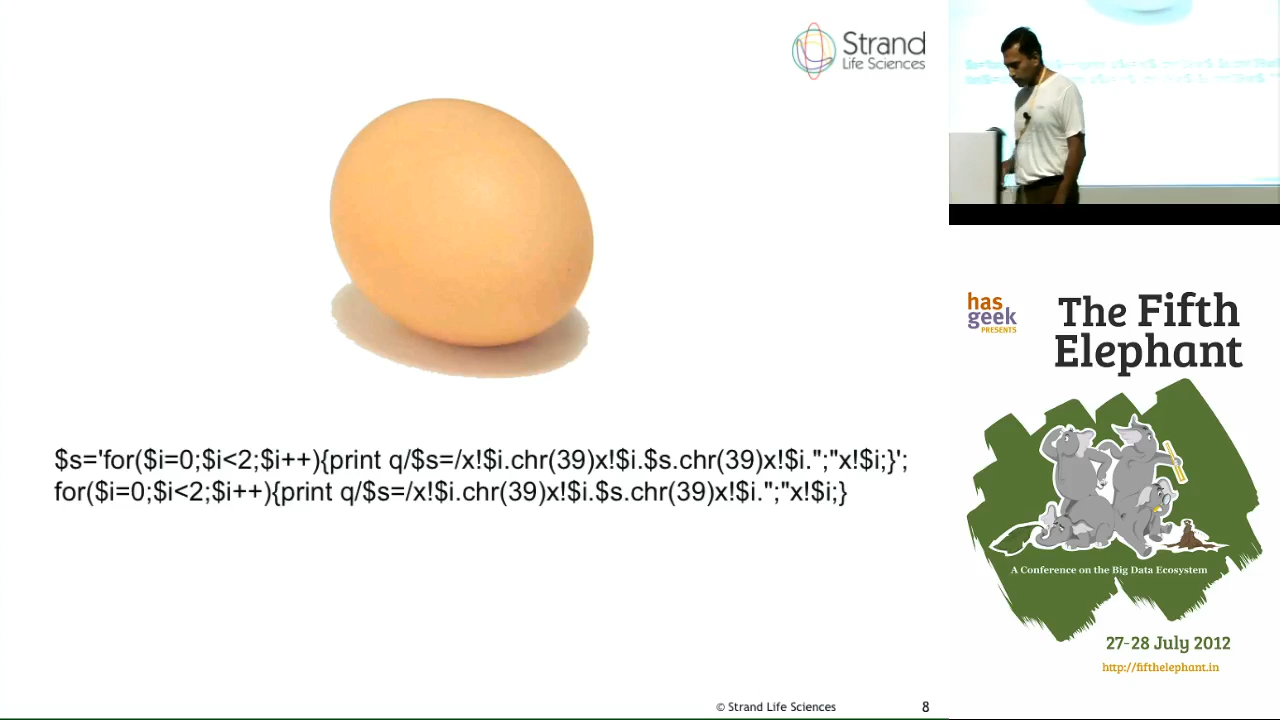 Strand
Life Sciences
$s='for($i=0;$i<2;$i++){print q/$s=/x!$i.chr(39)x!$i.$s.chr(39)x!$i.";"x!$i;}';
for($i=0;$i<2;$i++){print q/$s=/x!$i.chr(39)x!$i.$s.chr(39)x!$i.";"x!$i;}
© Strand Life Sciences
8
has
geek
PRESENTS
The Fifth
Elephant
A Conference on the Big Data Ecosystem
27-28 July 2012
http://fifthelephant.in